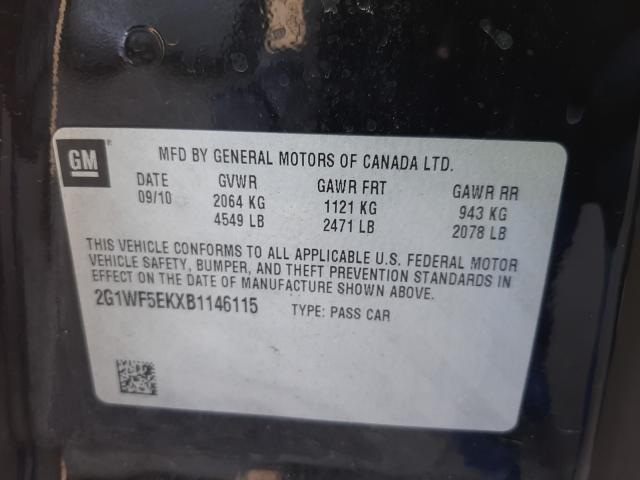 GM
MFD BY GENERAL MOTORS OF CANADA LTD.
DATE GVWR GAWR FRT GAWR RR
09/10 2064 KG 1121 KG 943 KG
4549 LB 2471 LB 2078 LB
THIS VEHICLE CONFORMS TO ALL APPLICABLE U.S. FEDERAL MOTOR
VEHICLE SAFETY, BUMPER, AND THEFT PREVENTION STANDARDS IN
EFFECT ON THE DATE OF MANUFACTURE SHOWN ABOVE.
2G1WF5EKXB1146115 TYPE: PASS CAR